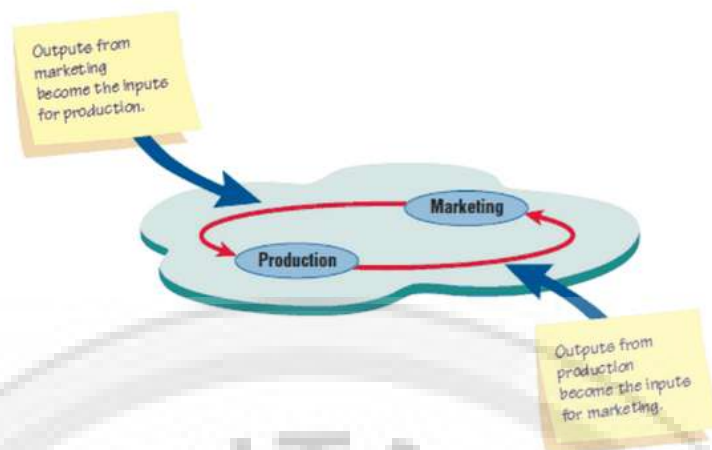 Outputs from
marketing
become the inputs
for production.
Marketing
Production
Outputs from
production
become the inputs
for marketing.